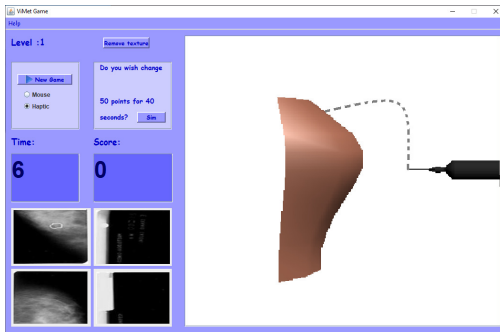 ViMet Game
Help
Level :1
Remove texture
New Game
Mouse
Haptic
Do you wish change
50 points for 40
seconds?
Sim
Time:
Score:
6
0